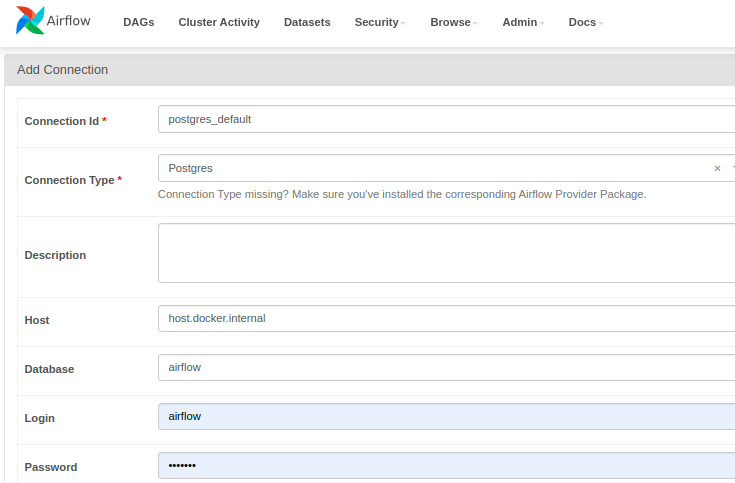 Airflow DAGs Cluster Activity Datasets Security Browse Admin Docs
Add Connection
Connection Id * postgres_default
Connection Type * Postgres ×
Connection Type missing? Make sure you've installed the corresponding Airflow Provider Package.
Description
Host host.docker.internal
Database airflow
Login airflow
Password •••••••